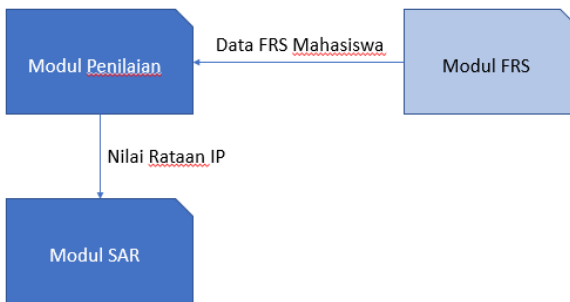 Modul Penilaian
Data FRS Mahasiswa
Modul FRS
Nilai Rataan IP
Modul SAR